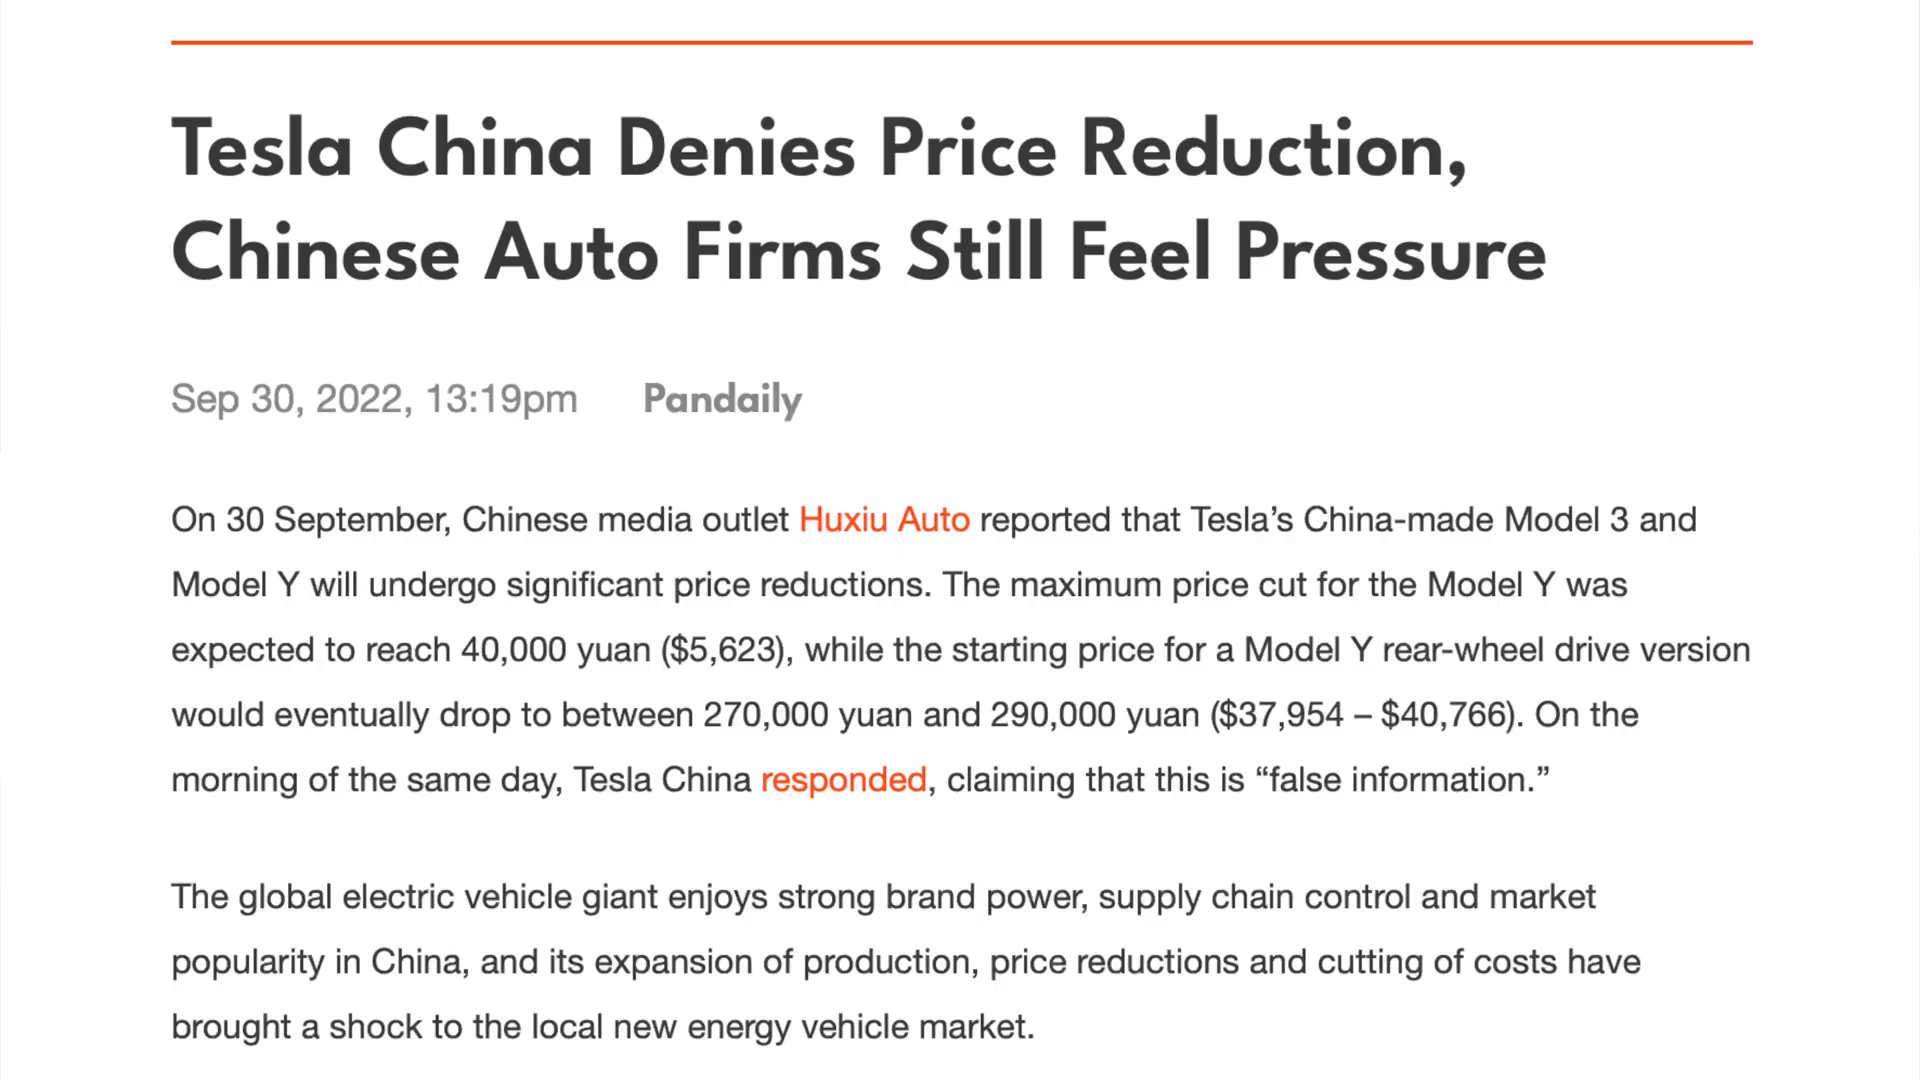 Tesla China Denies Price Reduction,
Chinese Auto Firms Still Feel Pressure
Sep 30, 2022, 13:19pm Pandaily
On 30 September, Chinese media outlet Huxiu Auto reported that Tesla’s China-made Model 3 and
Model Y will undergo significant price reductions. The maximum price cut for the Model Y was
expected to reach 40,000 yuan ($5,623), while the starting price for a Model Y rear-wheel drive version
would eventually drop to between 270,000 yuan and 290,000 yuan ($37,954 – $40,766). On the
morning of the same day, Tesla China responded, claiming that this is “false information.”
The global electric vehicle giant enjoys strong brand power, supply chain control and market
popularity in China, and its expansion of production, price reductions and cutting of costs have
brought a shock to the local new energy vehicle market.